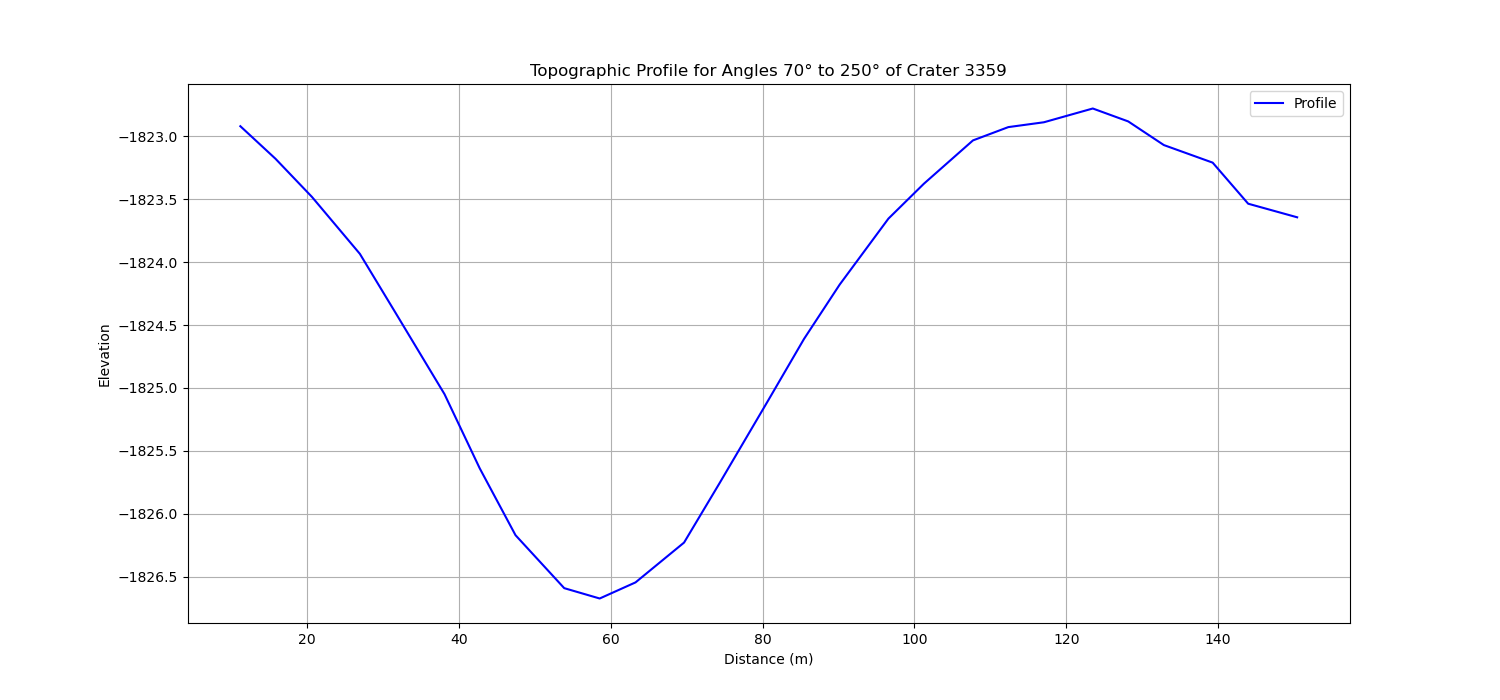 Topographic Profile for Angles 70° to 250° of Crater 3359
Profile
Elevation
−1823.0
−1823.5
−1824.0
−1824.5
−1825.0
−1825.5
−1826.0
−1826.5
20 40 60 80 100 120 140
Distance (m)